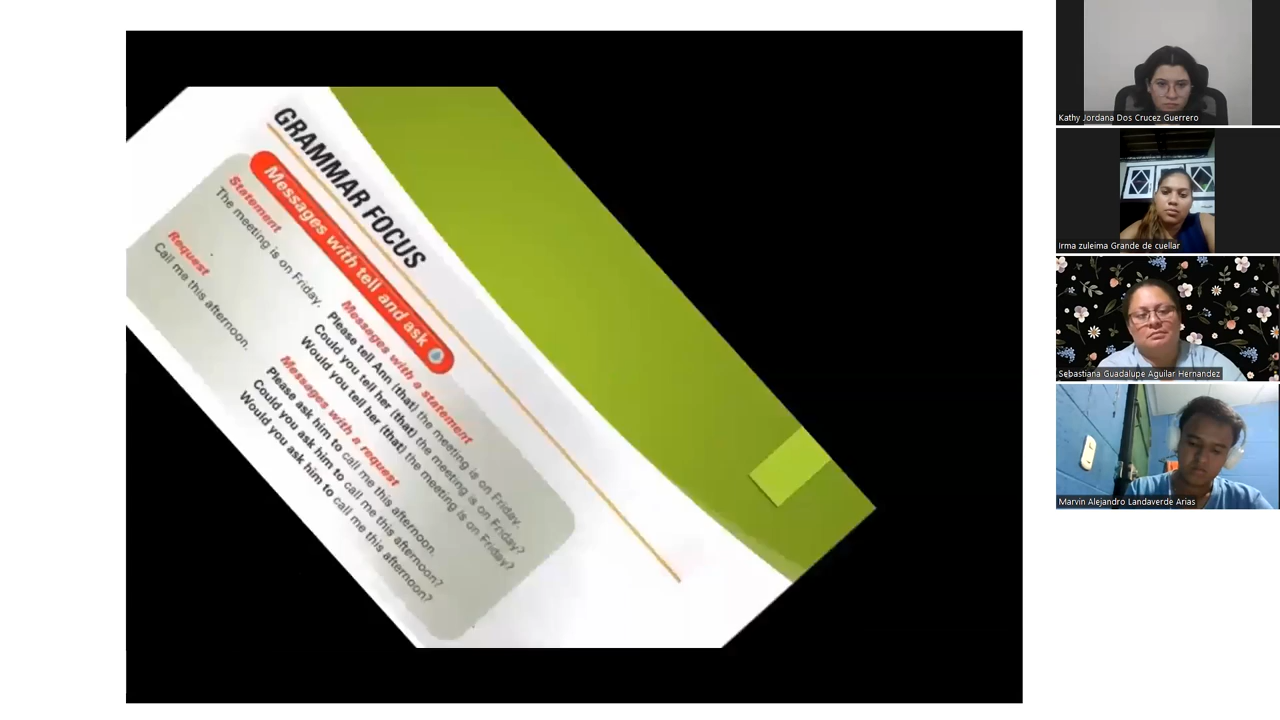 GRAMMAR FOCUS
Messages with tell and ask
Statement
The meeting is on Friday.
Messages with a statement
Please tell Ann (that) the meeting is on Friday.
Could you tell her (that) the meeting is on Friday?
Would you tell her (that) the meeting is on Friday?
Request
Call me this afternoon.
Messages with a request
Please ask him to call me this afternoon.
Could you ask him to call me this afternoon?
Would you ask him to call me this afternoon?
Kathy Jordana Dos Crucez Guerrero
Irma zuleima Grande de cuellar
Sebastiana Guadalupe Aguilar Hernandez
Marvin Alejandro Landaverde Arias